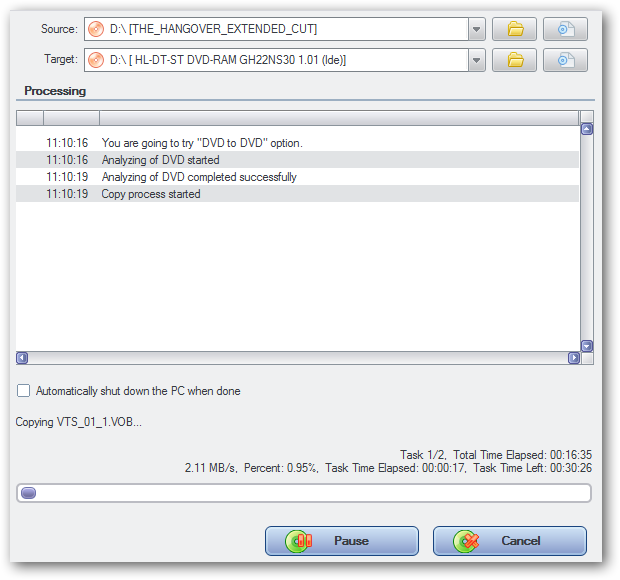 Source: D:\ [THE_HANGOVER_EXTENDED_CUT]
Target: D:\ [ HL-DT-ST DVD-RAM GH22NS30 1.01 (Ide)]
Processing
11:10:16 You are going to try "DVD to DVD" option.
11:10:16 Analyzing of DVD started
11:10:19 Analyzing of DVD completed successfully
11:10:19 Copy process started
Automatically shut down the PC when done
Copying VTS_01_1.VOB...
Task 1/2, Total Time Elapsed: 00:16:35
2.11 MB/s, Percent: 0.95%, Task Time Elapsed: 00:00:17, Task Time Left: 00:30:26
Pause Cancel